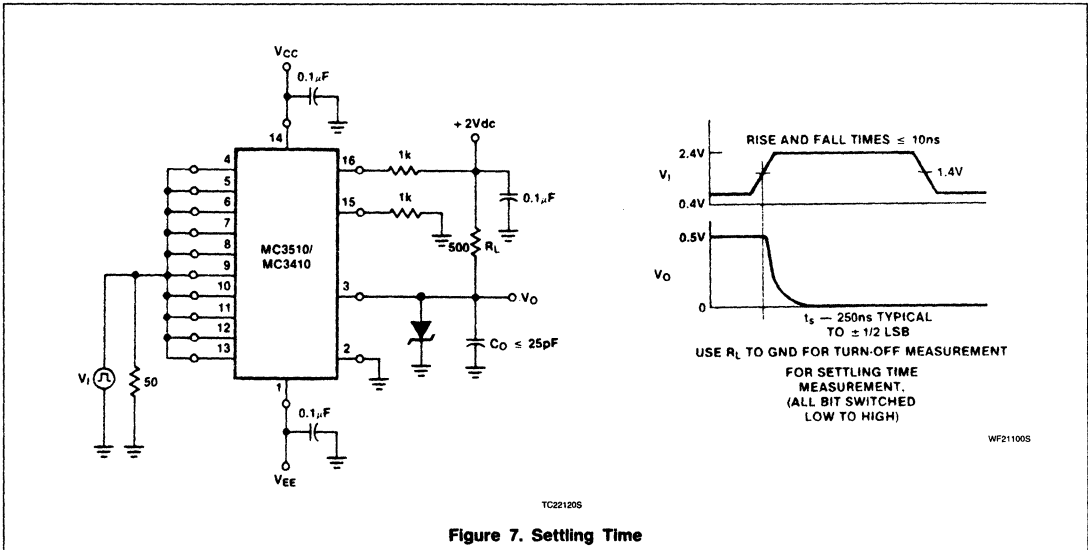 VCC
0.1µF
14
+2Vdc
4
5
6
7
8
9
10
11
12
13
MC3510/
MC3410
16
1k
15
1k
0.1µF
500 RL
3
VO
CO ≤ 25pF
2
VI
50
1
0.1µF
VEE
TC22120S
RISE AND FALL TIMES ≤ 10ns
2.4V
VI
1.4V
0.4V
0.5V
VO
0
ts — 250ns TYPICAL
TO ± 1/2 LSB
USE RL TO GND FOR TURN-OFF MEASUREMENT
FOR SETTLING TIME
MEASUREMENT.
(ALL BIT SWITCHED
LOW TO HIGH)
WF21100S
Figure 7. Settling Time